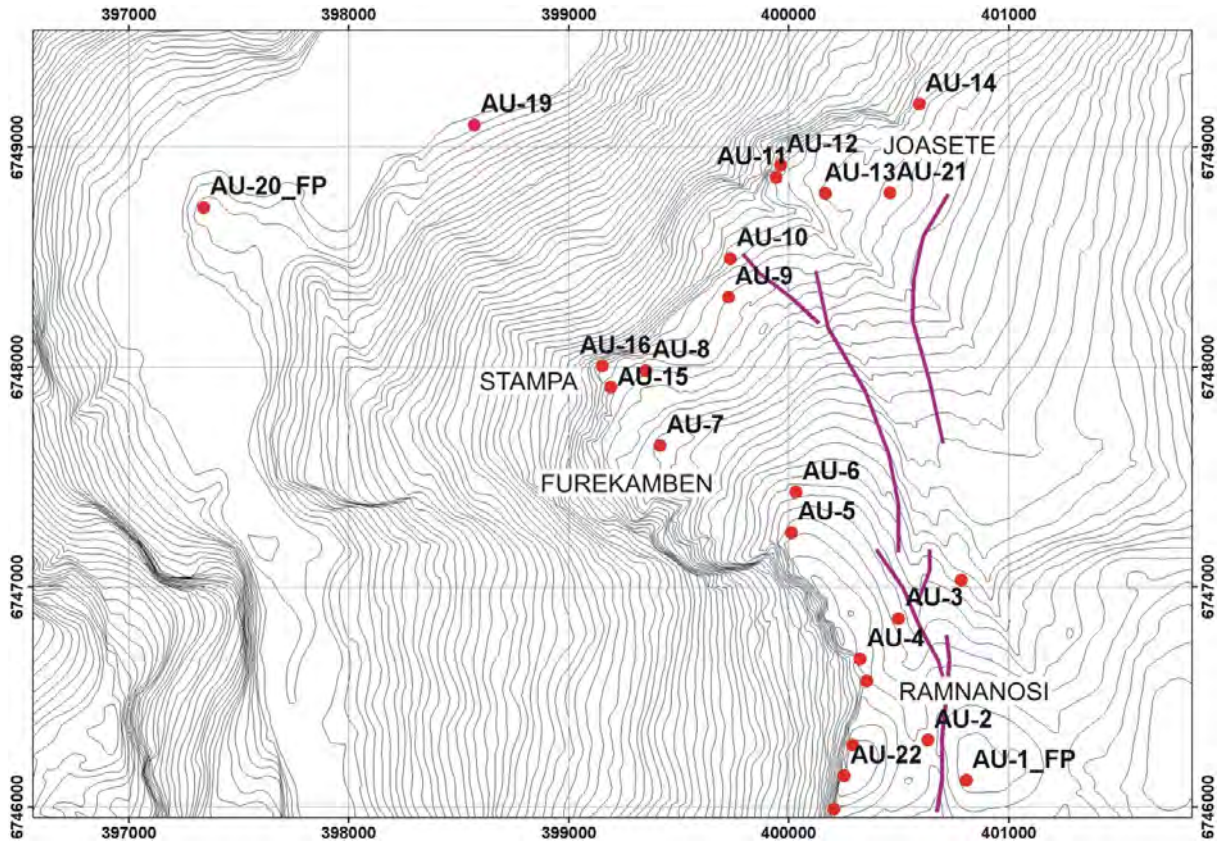 397000 398000 399000 400000 401000
AU-14
AU-19
6749000
6749000
AU-12
JOASETE
AU-11
AU-13
AU-21
AU-20_FP
AU-10
AU-9
AU-16
AU-8
6748000
6748000
STAMPA
AU-15
AU-7
FUREKAMBEN
AU-6
AU-5
6747000
6747000
AU-3
AU-4
RAMNANOSI
AU-2
AU-22
AU-1_FP
6746000
6746000
397000 398000 399000 400000 401000